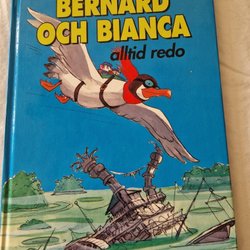 BERNARD
OCH BIANCA
alltid redo